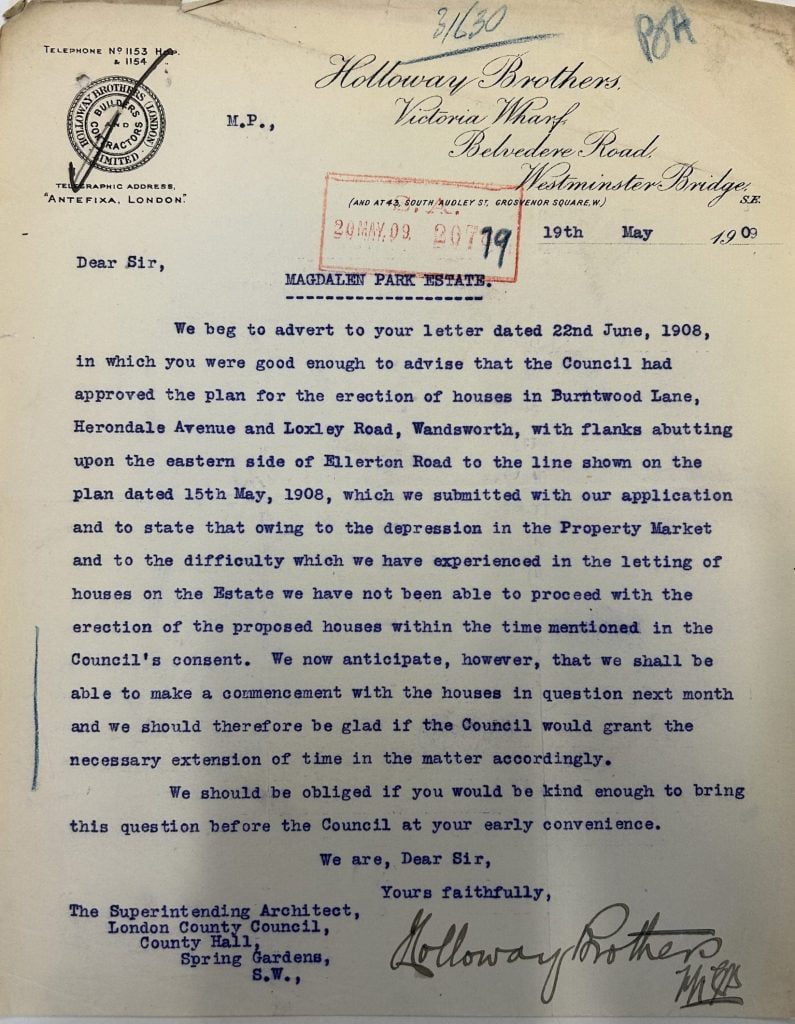 31630
BA
TELEPHONE Nº 1153 Hop.
& 1154.
HOLLOWAY BROTHERS (LONDON) LIMITED.
BUILDERS AND CONTRACTORS
TELEGRAPHIC ADDRESS,
"ANTEFIXA, LONDON."
Holloway Brothers,
Victoria Wharf,
Belvedere Road,
Westminster Bridge,
S.E.
(AND AT 43, SOUTH AUDLEY ST, GROSVENOR SQUARE, W.)
M.P.,
20 MAY. 09. 207
79
19th May 1909
Dear Sir,
MAGDALEN PARK ESTATE.
We beg to advert to your letter dated 22nd June, 1908,
in which you were good enough to advise that the Council had
approved the plan for the erection of houses in Burntwood Lane,
Herondale Avenue and Loxley Road, Wandsworth, with flanks abutting
upon the eastern side of Ellerton Road to the line shown on the
plan dated 15th May, 1908, which we submitted with our application
and to state that owing to the depression in the Property Market
and to the difficulty which we have experienced in the letting of
houses on the Estate we have not been able to proceed with the
erection of the proposed houses within the time mentioned in the
Council's consent. We now anticipate, however, that we shall be
able to make a commencement with the houses in question next month
and we should therefore be glad if the Council would grant the
necessary extension of time in the matter accordingly.
We should be obliged if you would be kind enough to bring
this question before the Council at your early convenience.
We are, Dear Sir,
Yours faithfully,
The Superintending Architect,
London County Council,
County Hall,
Spring Gardens,
S.W.,
Holloway Brothers